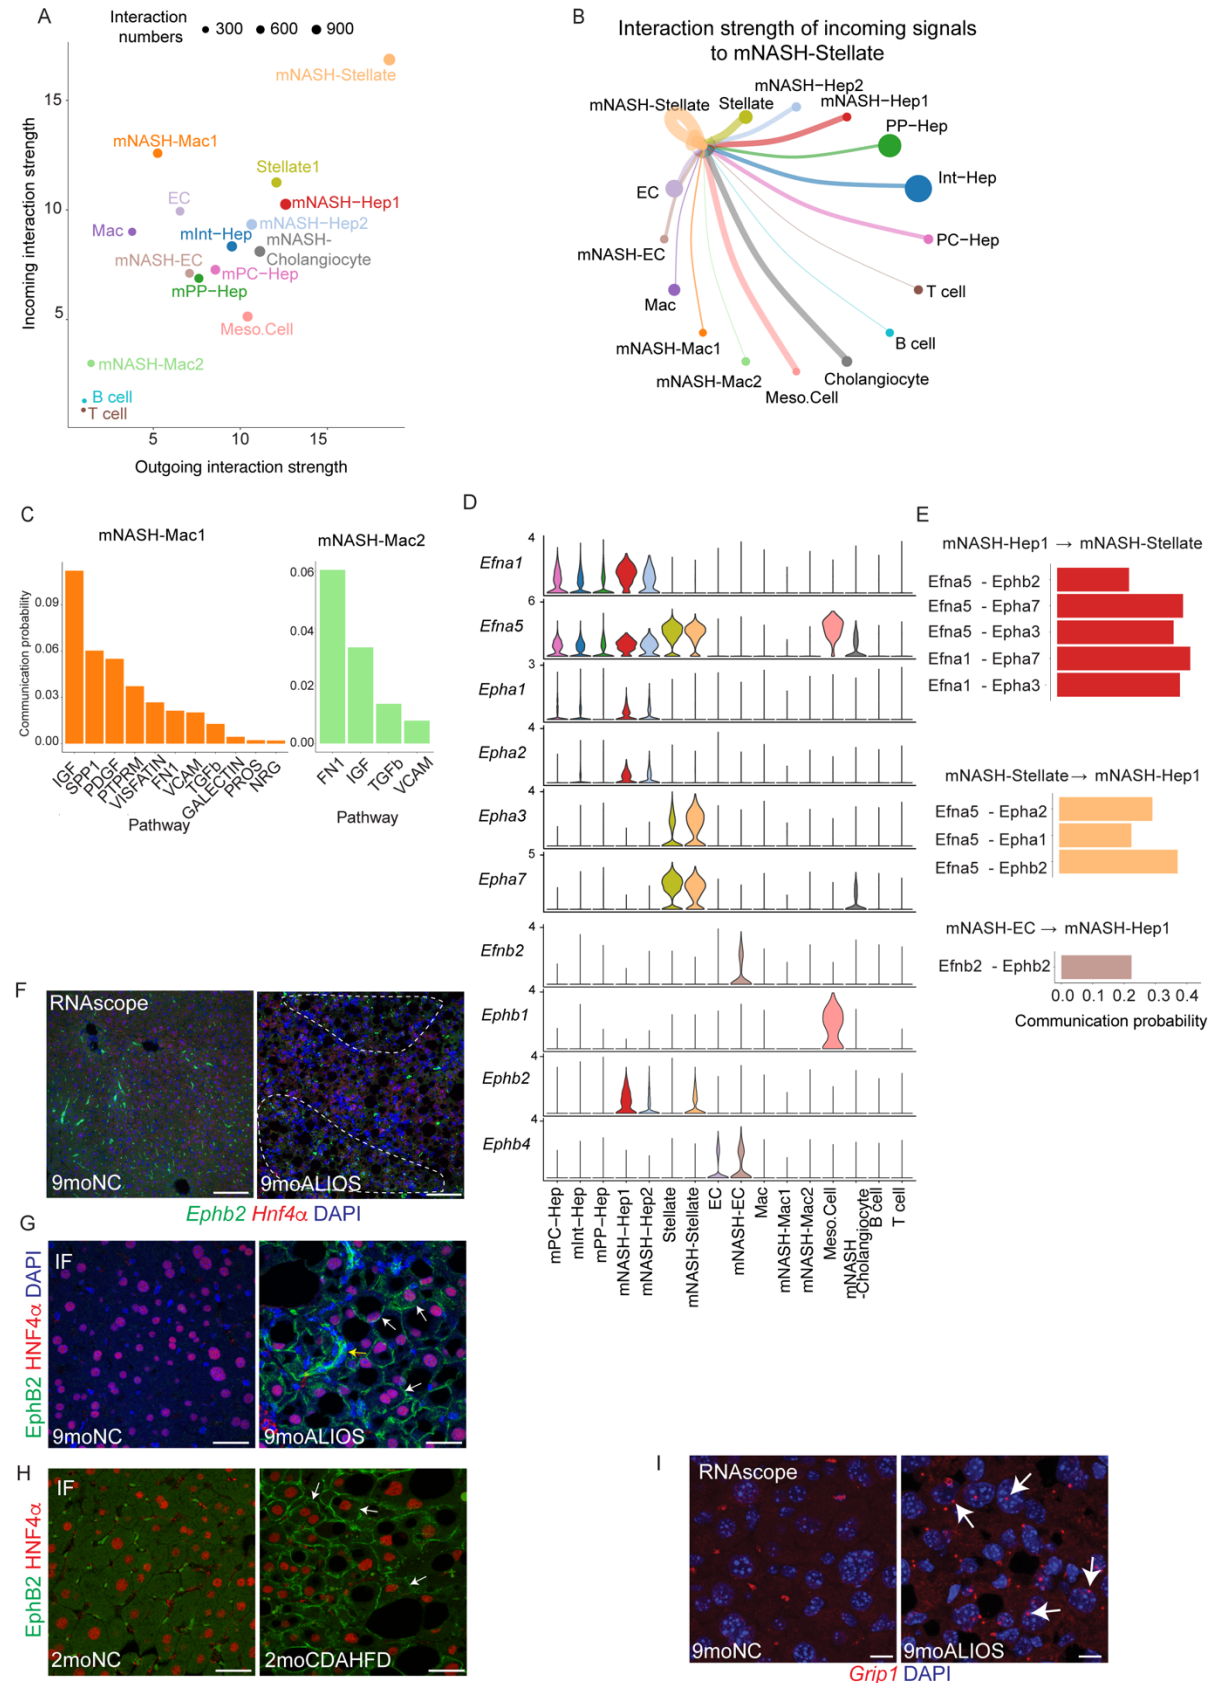 A
Interaction
numbers
300
600
900
Incoming interaction strength
15
10
5
mNASH-Stellate
mNASH-Mac1
Stellate1
mNASH-Hep1
EC
mNASH-Hep2
Mac
mInt-Hep
mNASH-
Cholangiocyte
mNASH-EC
mPC-Hep
mPP-Hep
Meso.Cell
mNASH-Mac2
B cell
T cell
5
10
15
Outgoing interaction strength
B
Interaction strength of incoming signals
to mNASH-Stellate
mNASH-Hep2
mNASH-Stellate
Stellate
mNASH-Hep1
PP-Hep
Int-Hep
EC
PC-Hep
mNASH-EC
T cell
Mac
B cell
mNASH-Mac1
mNASH-Mac2
Cholangiocyte
Meso.Cell
C
mNASH-Mac1
Communication probability
0.09
0.06
0.03
0.00
IGF
SPP1
PDGF
PTPRM
VISFATIN
FN1
VCAM
TGFb
GALECTIN
PROS
NRG
Pathway
mNASH-Mac2
0.06
0.04
0.02
0.00
FN1
IGF
TGFb
VCAM
Pathway
D
4
Efna1
6
Efna5
3
Epha1
4
Epha2
4
Epha3
5
Epha7
4
Efnb2
4
Ephb1
4
Ephb2
4
Ephb4
mPC-Hep
mInt-Hep
mPP-Hep
mNASH-Hep1
mNASH-Hep2
Stellate
mNASH-Stellate
EC
mNASH-EC
Mac
mNASH-Mac1
mNASH-Mac2
Meso.Cell
mNASH
-Cholangiocyte
B cell
T cell
E
mNASH-Hep1 → mNASH-Stellate
Efna5 - Ephb2
Efna5 - Epha7
Efna5 - Epha3
Efna1 - Epha7
Efna1 - Epha3
mNASH-Stellate → mNASH-Hep1
Efna5 - Epha2
Efna5 - Epha1
Efna5 - Ephb2
mNASH-EC → mNASH-Hep1
Efnb2 - Ephb2
0.0 0.1 0.2 0.3 0.4
Communication probability
F
RNAscope
9moNC
9moALIOS
Ephb2 Hnf4α DAPI
G
EphB2 HNF4α DAPI
IF
9moNC
9moALIOS
H
EphB2 HNF4α
IF
2moNC
2moCDAHFD
I
RNAscope
9moNC
9moALIOS
Grip1 DAPI